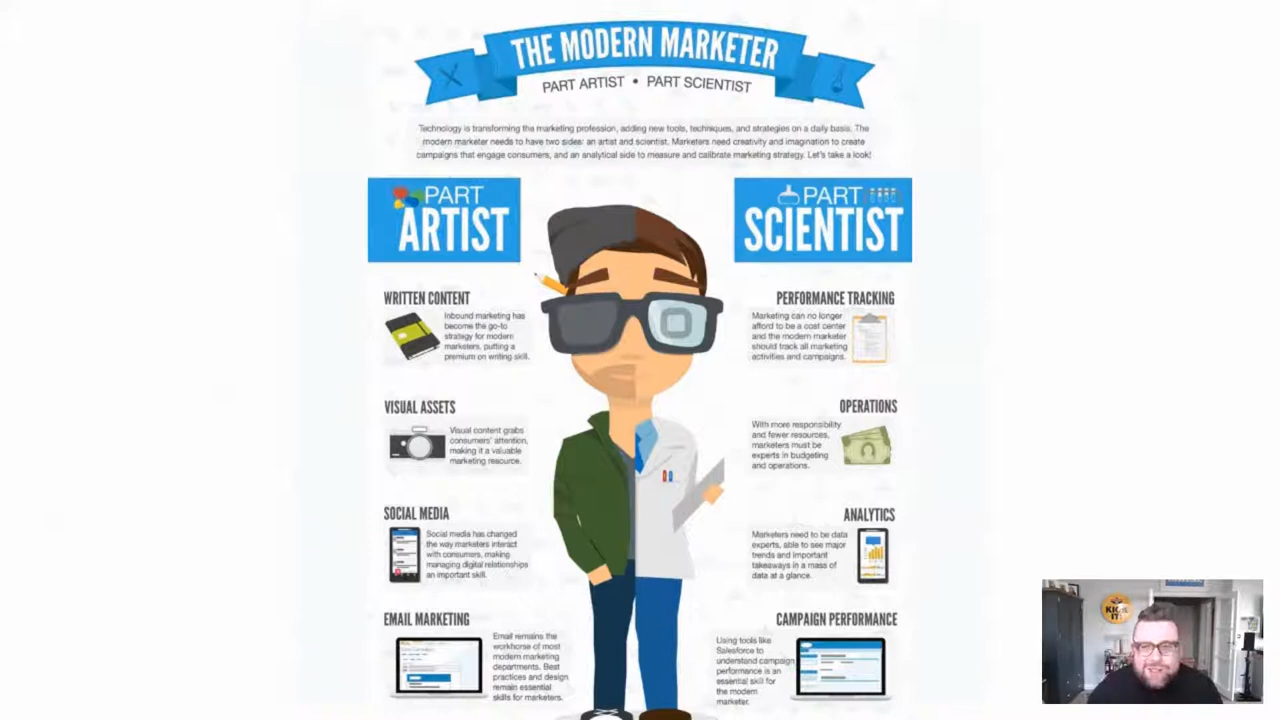 THE MODERN MARKETER
PART ARTIST • PART SCIENTIST
Technology is transforming the marketing profession, adding new tools, techniques, and strategies on a daily basis. The
modern marketer needs to have two sides: an artist and scientist. Marketers need creativity and imagination to create
campaigns that engage consumers, and an analytical side to measure and calibrate marketing strategy. Let's take a look!
PART
ARTIST
WRITTEN CONTENT
Inbound marketing has
become the go-to
strategy for modern
marketers, putting a
premium on writing skill.
VISUAL ASSETS
Visual content grabs
consumers' attention,
making it a valuable
marketing resource.
SOCIAL MEDIA
Social media has changed
the way marketers interact
with consumers, making
managing digital relationships
an important skill.
EMAIL MARKETING
Email remains the
workhorse of most
modern marketing
departments. Best
practices and design
remain essential
skills for marketers.
PART
SCIENTIST
PERFORMANCE TRACKING
Marketing can no longer
afford to be a cost center
and the modern marketer
should track all marketing
activities and campaigns.
OPERATIONS
With more responsibility
and fewer resources,
marketers must be
experts in budgeting
and operations.
ANALYTICS
Marketers need to be data
experts, able to see major
trends and important
takeaways in a mass of
data at a glance.
CAMPAIGN PERFORMANCE
Using tools like
Salesforce to
understand campaign
performance is an
essential skill for
the modern
marketer.
KICK
IT!